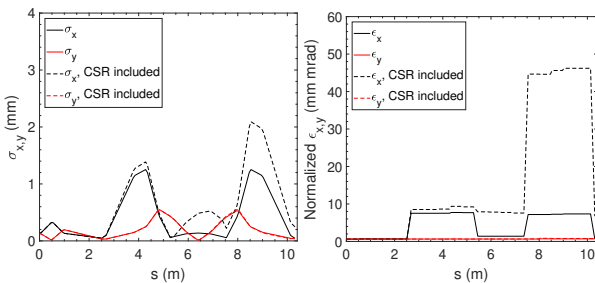 4
3
2
1
0
0 2 4 6 8 10
s (m)
σx,y (mm)
σx
σy
σx, CSR included
σy, CSR included
60
50
40
30
20
10
0
0 2 4 6 8 10
s (m)
Normalized ϵx,y (mm mrad)
ϵx
ϵy
ϵx, CSR included
ϵy, CSR included